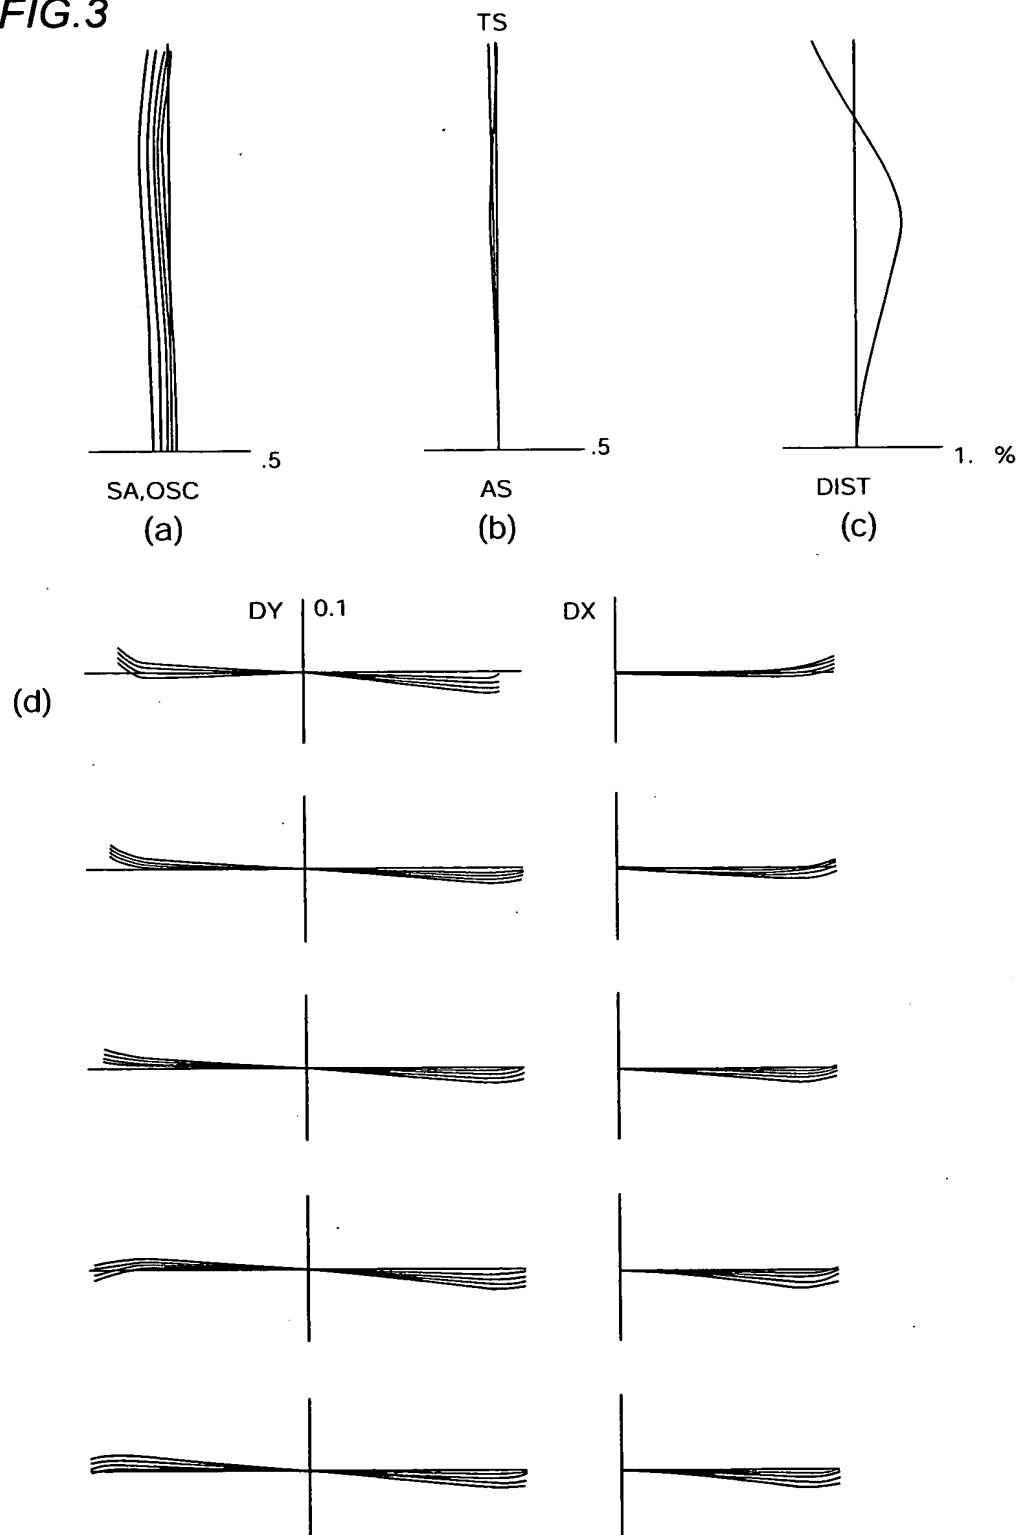 FIG.3
TS
.5
.5
1. %
SA,OSC
AS
DIST
(a)
(b)
(c)
DY
0.1
DX
(d)